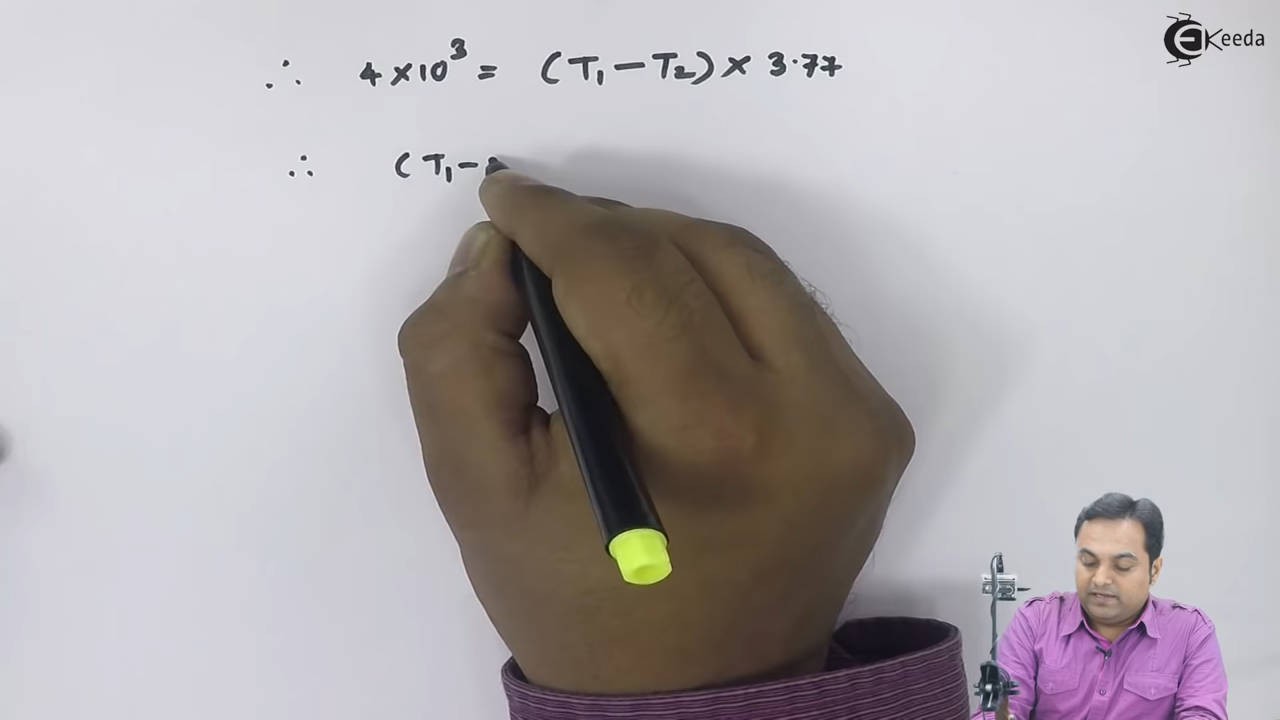 ∴ 4×10³ = (T₁-T₂)× 3.77
∴ (T₁-
EKeeda